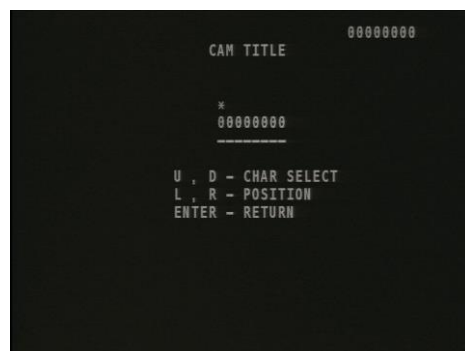 00000000
CAM TITLE
*
00000000
--------
U , D - CHAR SELECT
L , R - POSITION
ENTER - RETURN